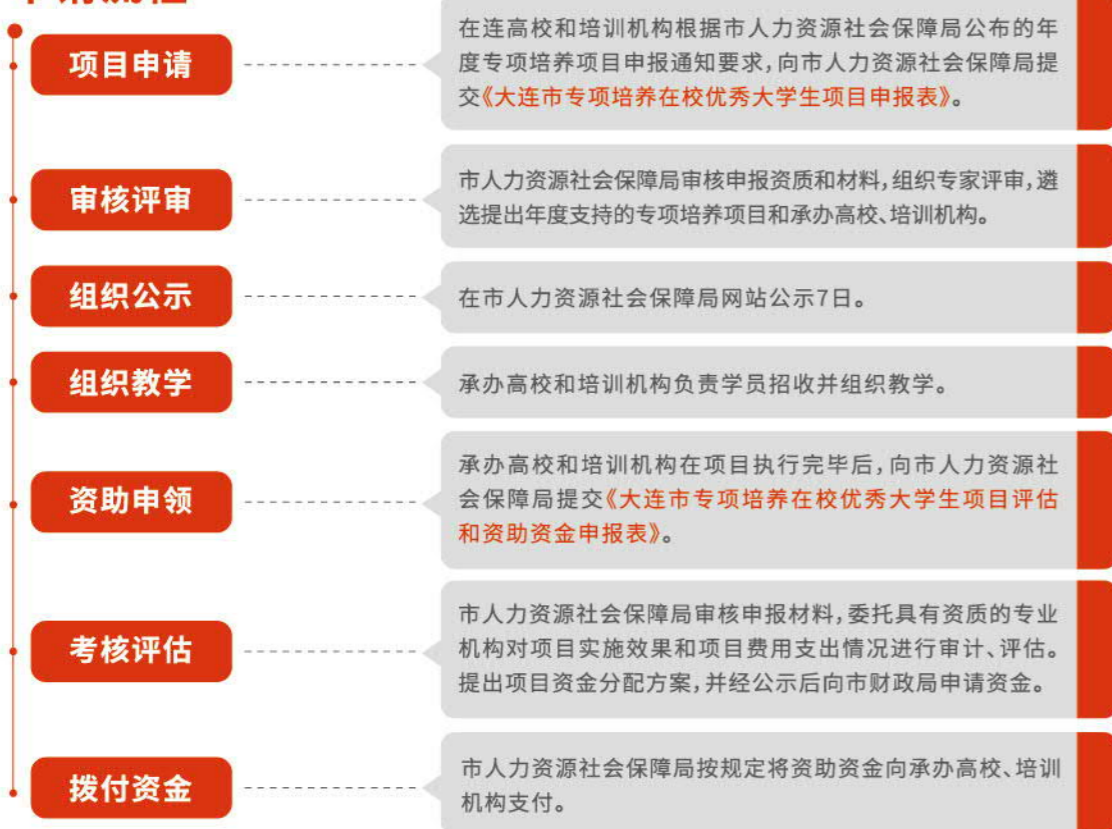 项目申请
在连高校和培训机构根据市人力资源社会保障局公布的年
度专项培养项目申报通知要求,向市人力资源社会保障局提
交《大连市专项培养在校优秀大学生项目申报表》。
审核评审
市人力资源社会保障局审核申报资质和材料,组织专家评审,遴
选提出年度支持的专项培养项目和承办高校、培训机构。
组织公示
在市人力资源社会保障局网站公示7日。
组织教学
承办高校和培训机构负责学员招收并组织教学。
资助申领
承办高校和培训机构在项目执行完毕后,向市人力资源社
会保障局提交《大连市专项培养在校优秀大学生项目评估
和资助资金申报表》。
考核评估
市人力资源社会保障局审核申报材料,委托具有资质的专业
机构对项目实施效果和项目费用支出情况进行审计、评估。
提出项目资金分配方案,并经公示后向市财政局申请资金。
拨付资金
市人力资源社会保障局按规定将资助资金向承办高校、培训
机构支付。